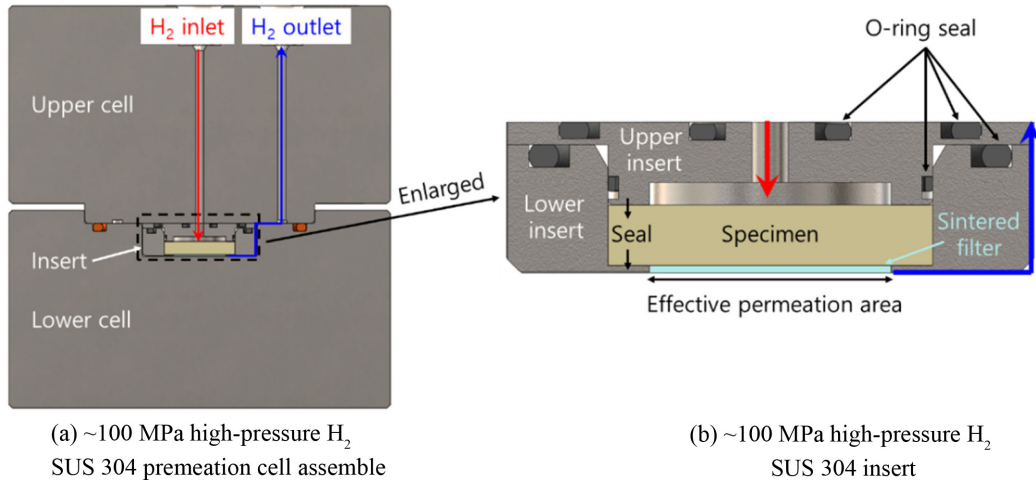 H₂ inlet
H₂ outlet
Upper cell
Insert
Lower cell
Enlarged
O-ring seal
Upper
insert
Lower
insert
Seal
Specimen
Sintered
filter
Effective permeation area
(a) ~100 MPa high-pressure H₂
SUS 304 premeation cell assemble
(b) ~100 MPa high-pressure H₂
SUS 304 insert